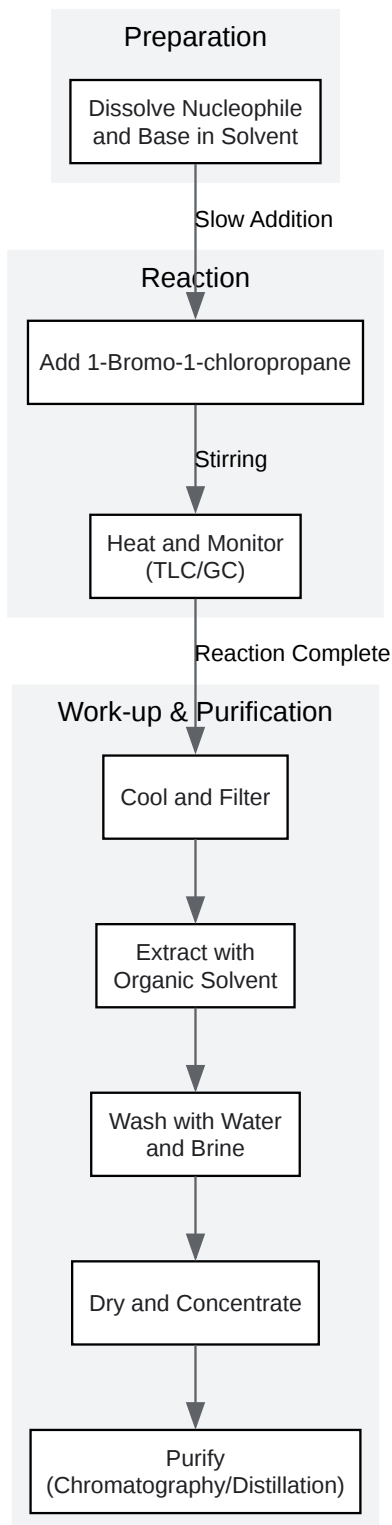 Preparation
Dissolve Nucleophile
and Base in Solvent
Slow Addition
Reaction
Add 1-Bromo-1-chloropropane
Stirring
Heat and Monitor
(TLC/GC)
Reaction Complete
Work-up & Purification
Cool and Filter
Extract with
Organic Solvent
Wash with Water
and Brine
Dry and Concentrate
Purify
(Chromatography/Distillation)